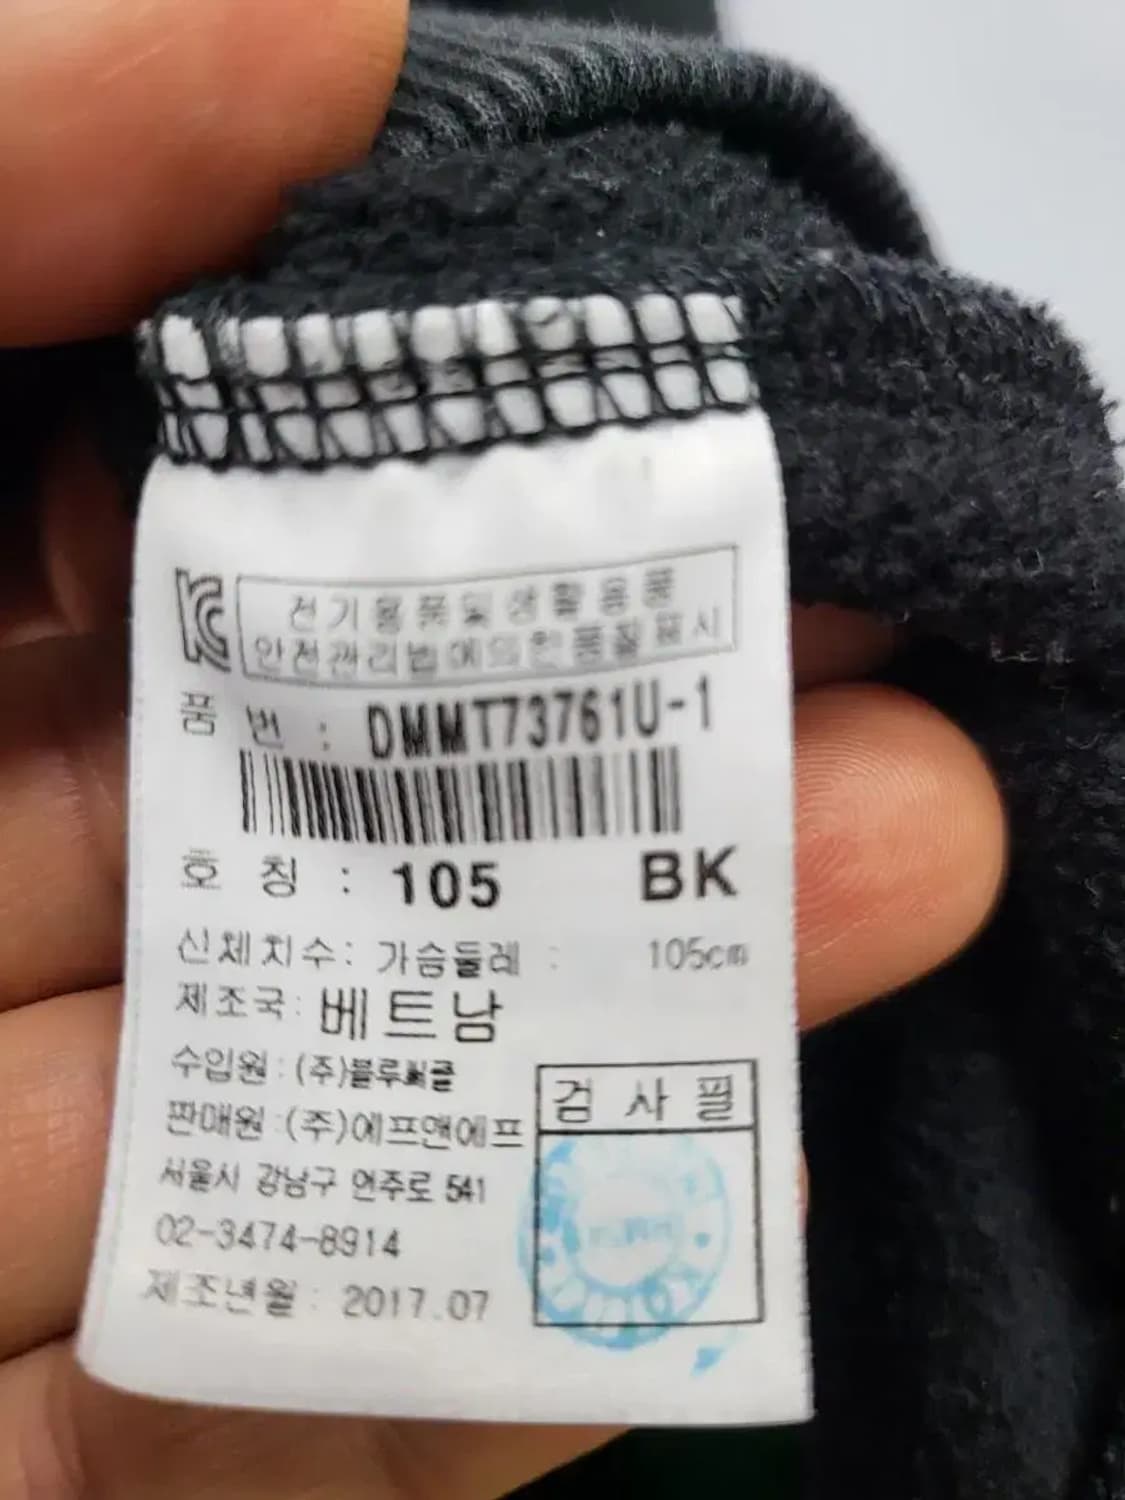 KC
전기용품및생활용품
안전관리법에의한품질표시
품 번 : DMMT73761U-1
호 칭 : 105 BK
신체치수: 가슴둘레 : 105cm
제조국: 베트남
수입원 : (주)블루씨클
판매원 :(주)에프앤에프
서울시 강남구 언주로 541
02-3474-8914
제조년월 : 2017.07
검 사 필